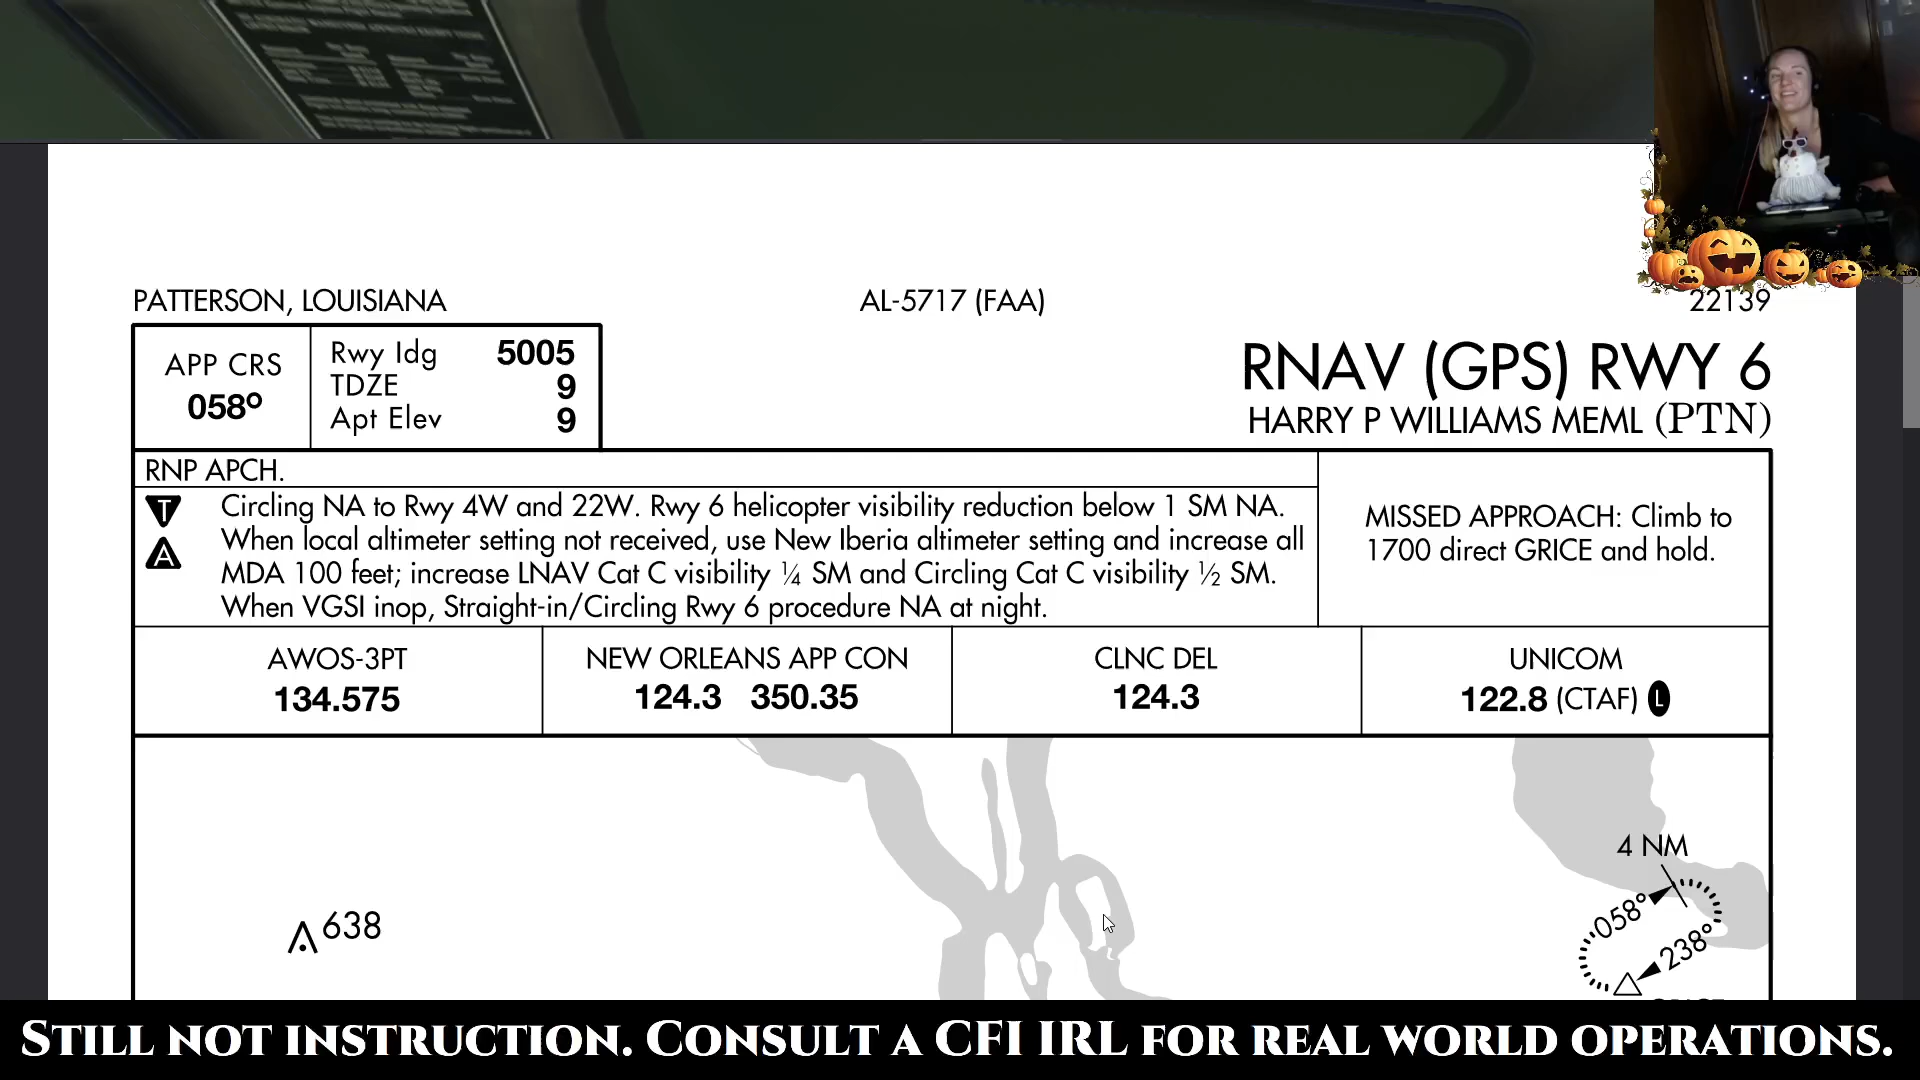 PATTERSON, LOUISIANA
AL-5717 (FAA)
22139
APP CRS
058°
Rwy Idg 5005
TDZE 9
Apt Elev 9
RNAV (GPS) RWY 6
HARRY P WILLIAMS MEML (PTN)
RNP APCH.
T
A
Circling NA to Rwy 4W and 22W. Rwy 6 helicopter visibility reduction below 1 SM NA.
When local altimeter setting not received, use New Iberia altimeter setting and increase all
MDA 100 feet; increase LNAV Cat C visibility ¼ SM and Circling Cat C visibility ½ SM.
When VGSI inop, Straight-in/Circling Rwy 6 procedure NA at night.
MISSED APPROACH: Climb to
1700 direct GRICE and hold.
AWOS-3PT
134.575
NEW ORLEANS APP CON
124.3 350.35
CLNC DEL
124.3
UNICOM
122.8 (CTAF) L
4 NM
058°
238°
638
Still not instruction. Consult a CFI IRL for real world operations.